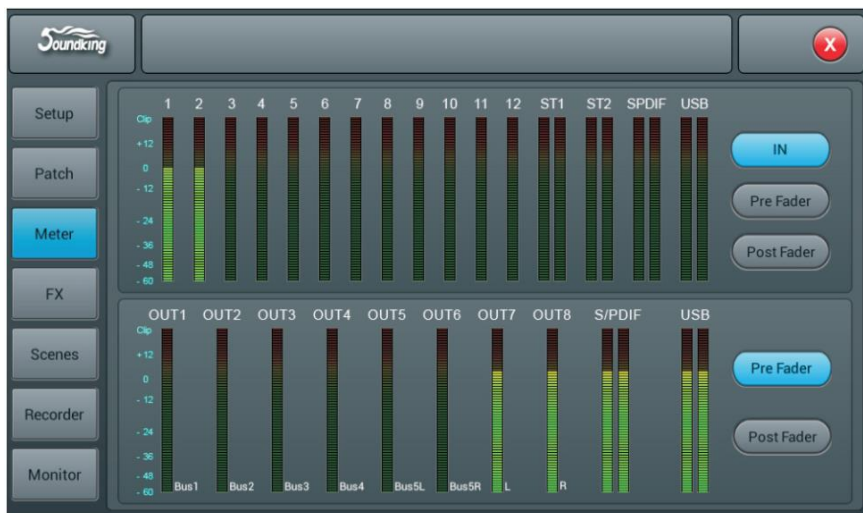 Soundking
X
Setup
Patch
Meter
FX
Scenes
Recorder
Monitor
1 2 3 4 5 6 7 8 9 10 11 12 ST1 ST2 SPDIF USB
Clip
+12
0
- 12
- 24
- 36
- 48
- 60
IN
Pre Fader
Post Fader
OUT1 OUT2 OUT3 OUT4 OUT5 OUT6 OUT7 OUT8 S/PDIF USB
Clip
+12
0
- 12
- 24
- 36
- 48
- 60
Bus1 Bus2 Bus3 Bus4 Bus5L Bus5R L R
Pre Fader
Post Fader